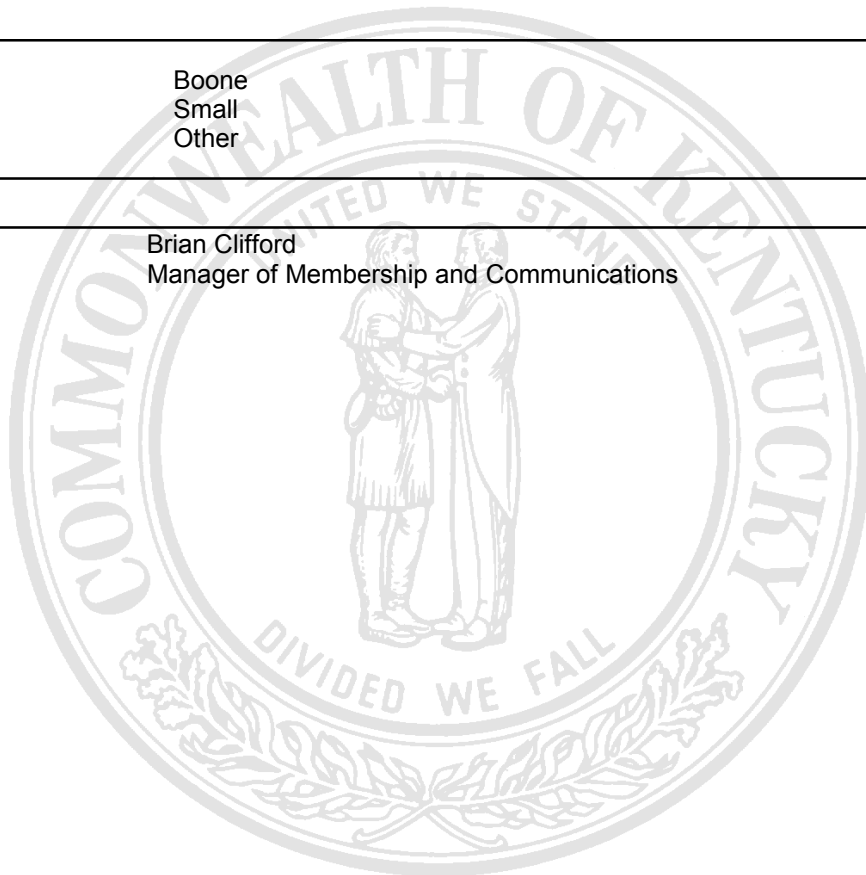 Boone
Small
Other
Brian Clifford
Manager of Membership and Communications
COMMONWEALTH OF KENTUCKY
UNITED WE STAND
DIVIDED WE FALL